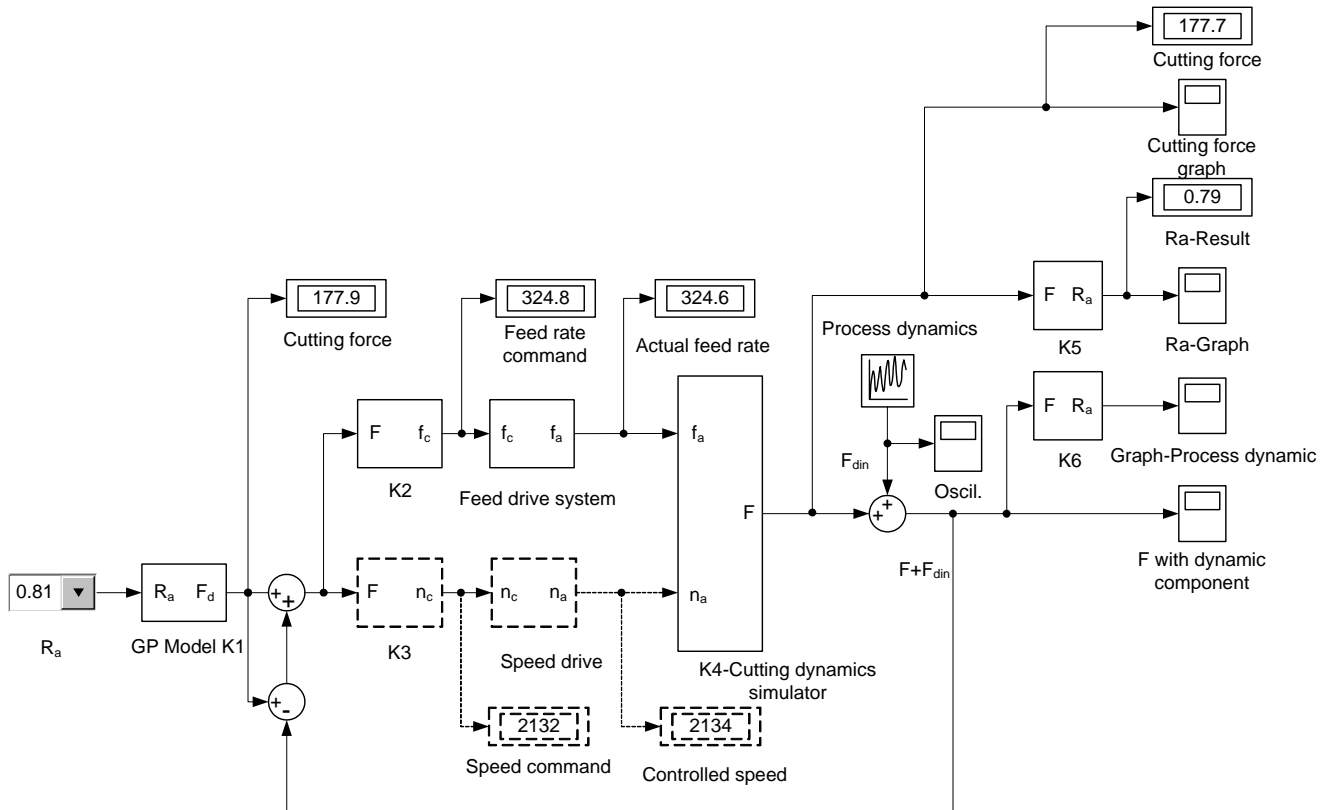 177.7
Cutting force
Cutting force
graph
0.79
Ra-Result
177.9
Cutting force
324.8
Feed rate
command
324.6
Actual feed rate
Process dynamics
F Ra
K5
Ra-Graph
F fc
K2
fc fa
Feed drive system
fa
F
na
K4-Cutting dynamics
simulator
Fdin
Oscil.
F Ra
K6
Graph-Process dynamic
+
+
F+Fdin
F with dynamic
component
0.81
Ra
Ra Fd
GP Model K1
+
+
+
-
F nc
K3
nc na
Speed drive
2132
Speed command
2134
Controlled speed